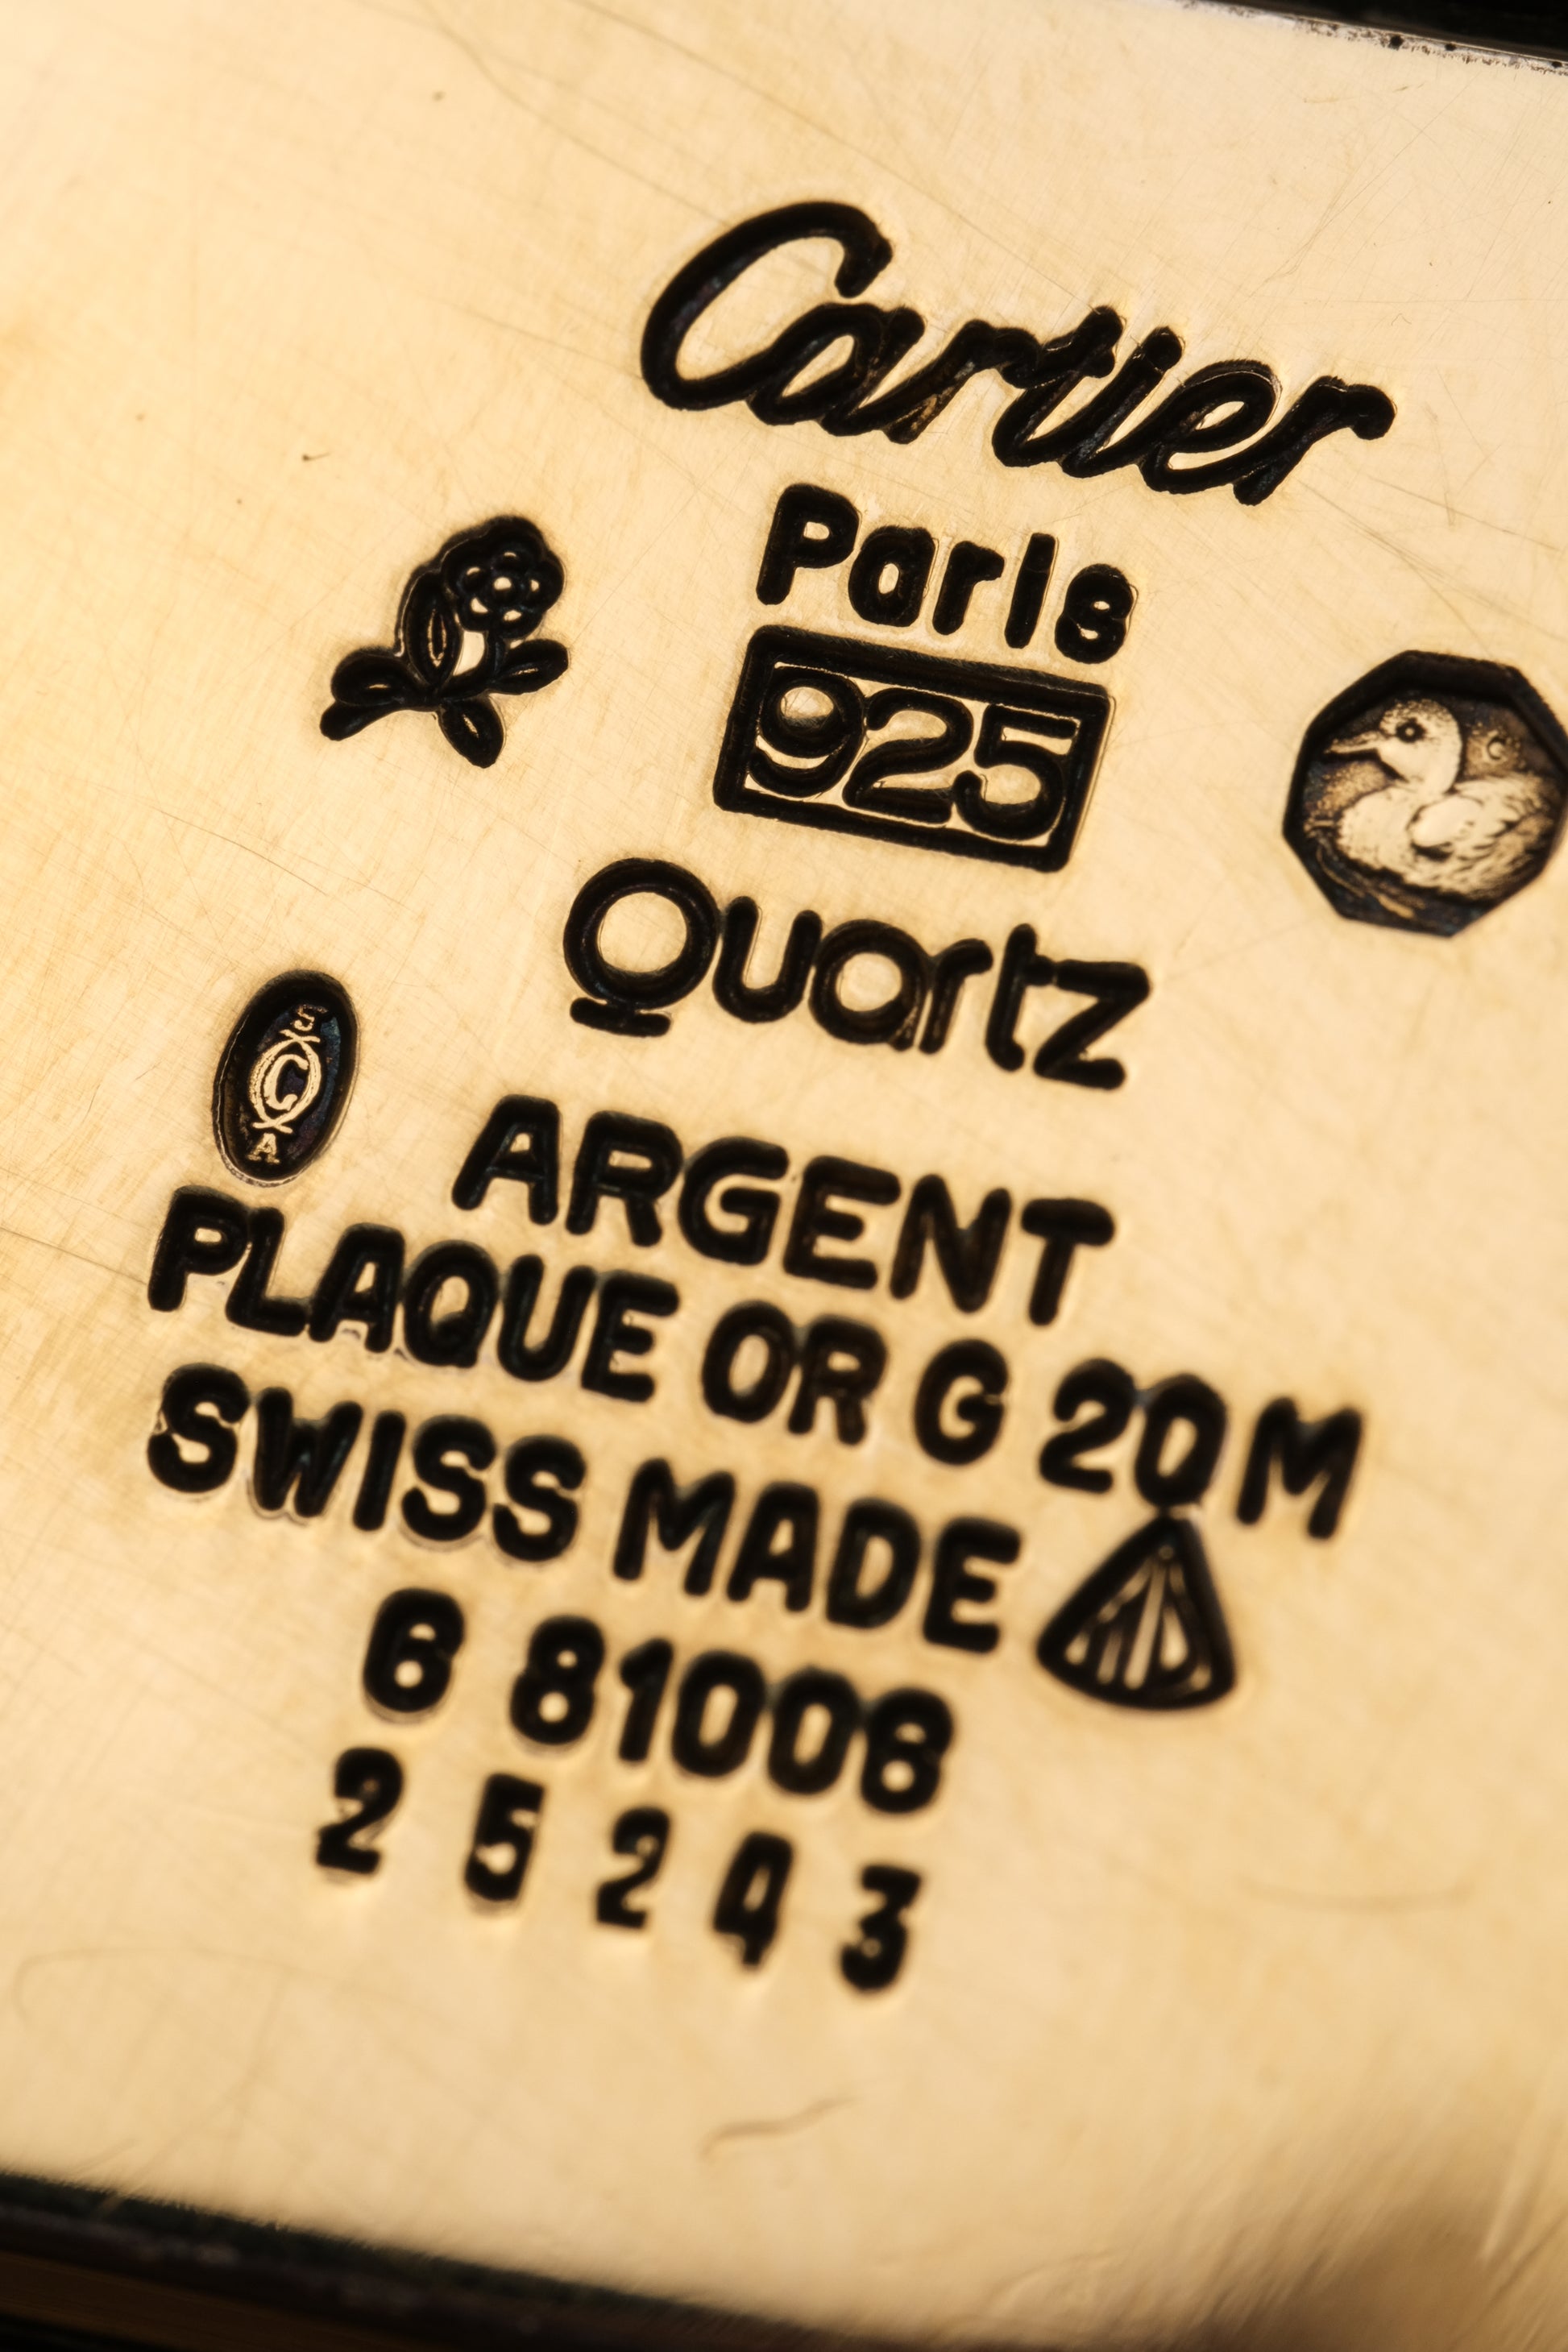 Cartier
Paris
925
Quartz
S
C
A
ARGENT
PLAQUE OR G 20 M
SWISS MADE
6 81006
2 5 2 4 3